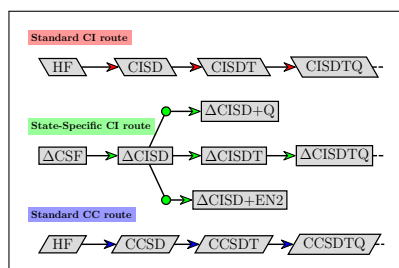 Standard CI route
HF CISD CISDT CISDTQ
ΔCISD+Q
State-Specific CI route
ΔCSF ΔCISD ΔCISDT ΔCISDTQ
ΔCISD+EN2
Standard CC route
HF CCSD CCSDT CCSDTQ